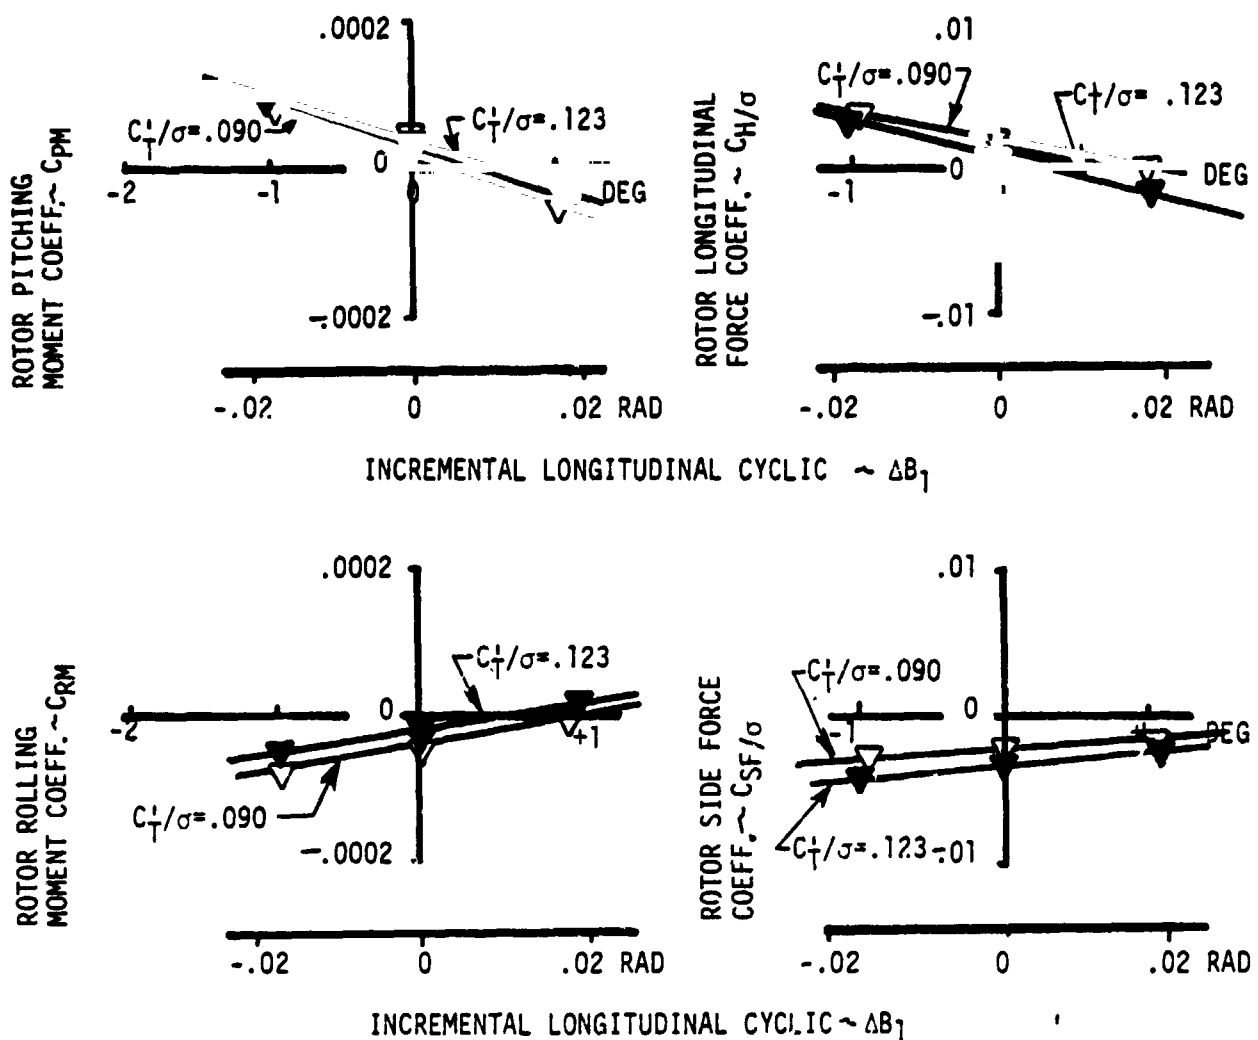 .0002
C'T/σ=.090
C'T/σ=.123
0
-2
-1
0
DEG
-.0002
ROTOR PITCHING
MOMENT COEFF.~ CPM
-.02
0
.02 RAD
.01
C'T/σ=.090
C'T/σ= .123
-1
0
DEG
-.01
ROTOR LONGITUDINAL
FORCE COEFF. ~ CH/σ
-.02
0
.02 RAD
INCREMENTAL LONGITUDINAL CYCLIC ~ ΔB1
.0002
C'T/σ=.123
0
-2
+1
C'T/σ=.090
-.0002
ROTOR ROLLING
MOMENT COEFF. ~ CRM
-.02
0
.02 RAD
.01
C'T/σ=.090
0
-1
DEG
C'T/σ=.123
-.01
ROTOR SIDE FORCE
COEFF. ~ CSF/σ
-.02
0
.02 RAD
INCREMENTAL LONGITUDINAL CYCLIC ~ ΔB1